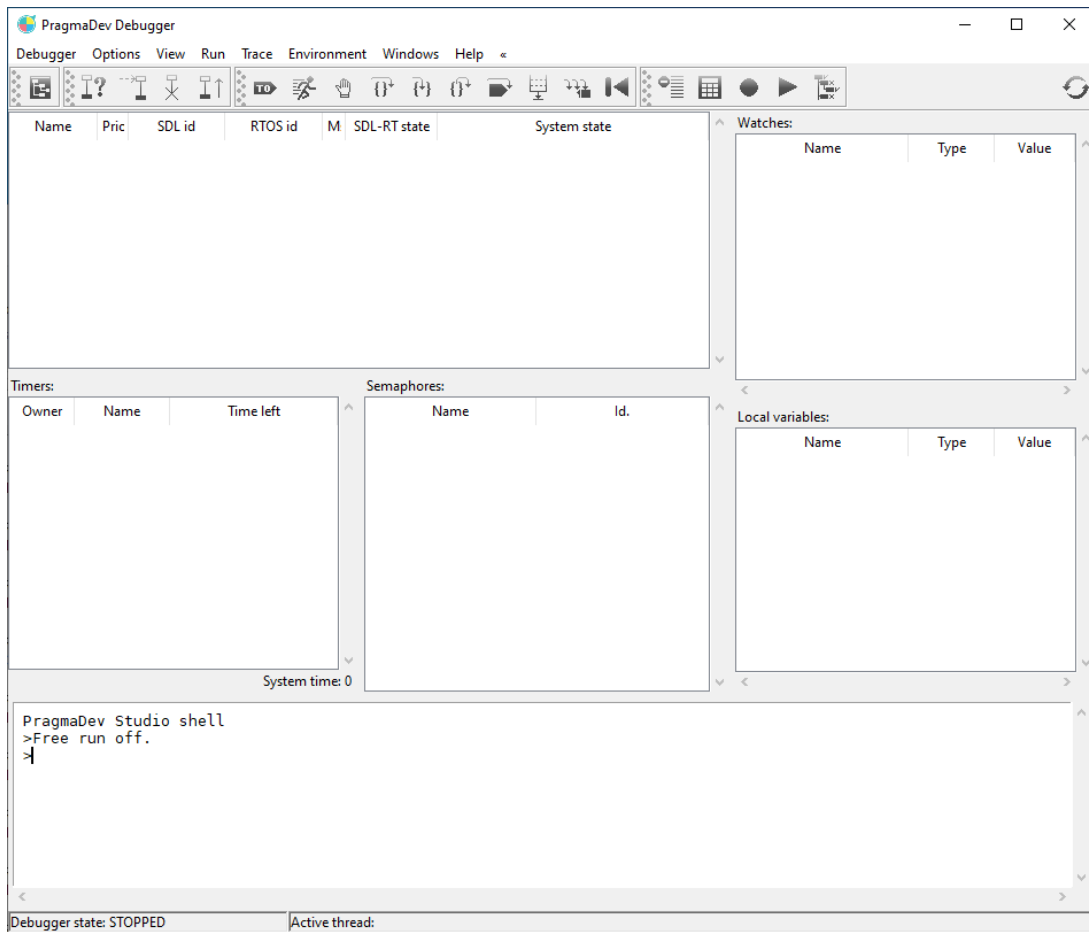 PragmaDev Debugger
Debugger Options View Run Trace Environment Windows Help «
I? TO
Name Pric SDL id RTOS id M SDL-RT state System state
Watches:
Name Type Value
Timers:
Owner Name Time left
System time: 0
Semaphores:
Name Id.
Local variables:
Name Type Value
PragmaDev Studio shell
>Free run off.
>
Debugger state: STOPPED
Active thread: